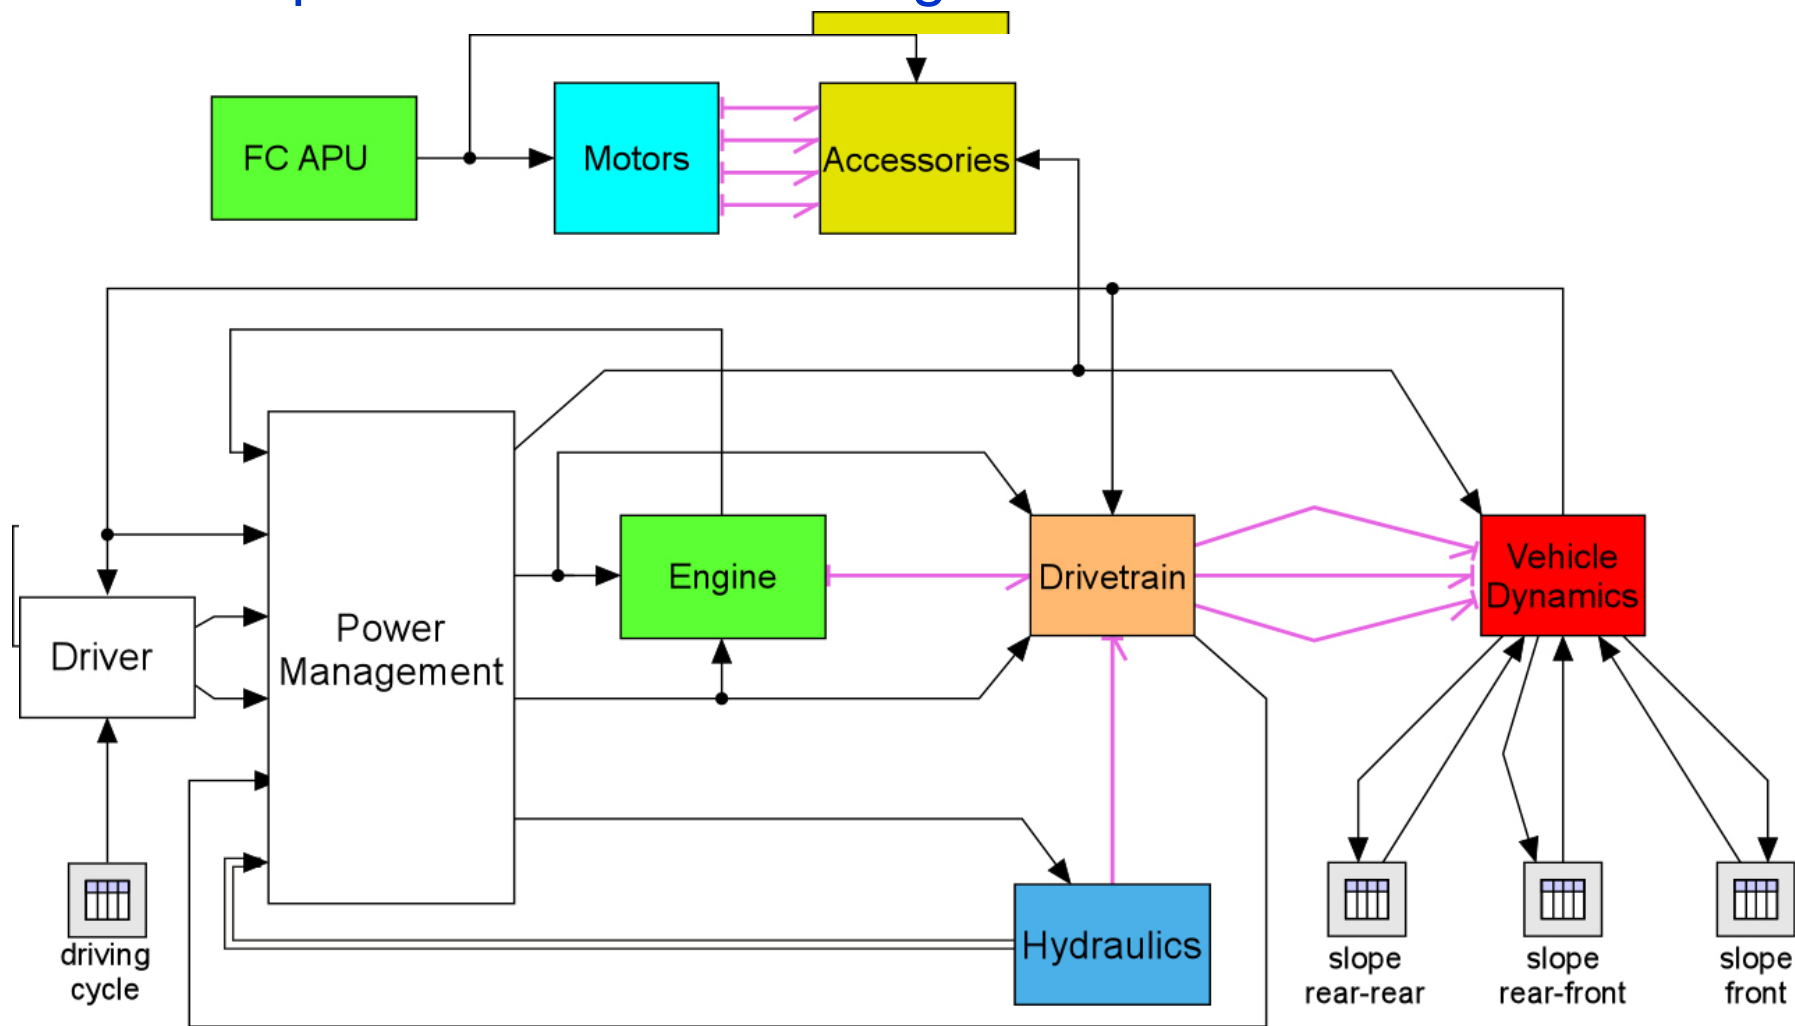 FC APU
Motors
Accessories
Engine
Drivetrain
Vehicle
Dynamics
Power
Management
Driver
Hydraulics
driving
cycle
slope
rear-rear
slope
rear-front
slope
front